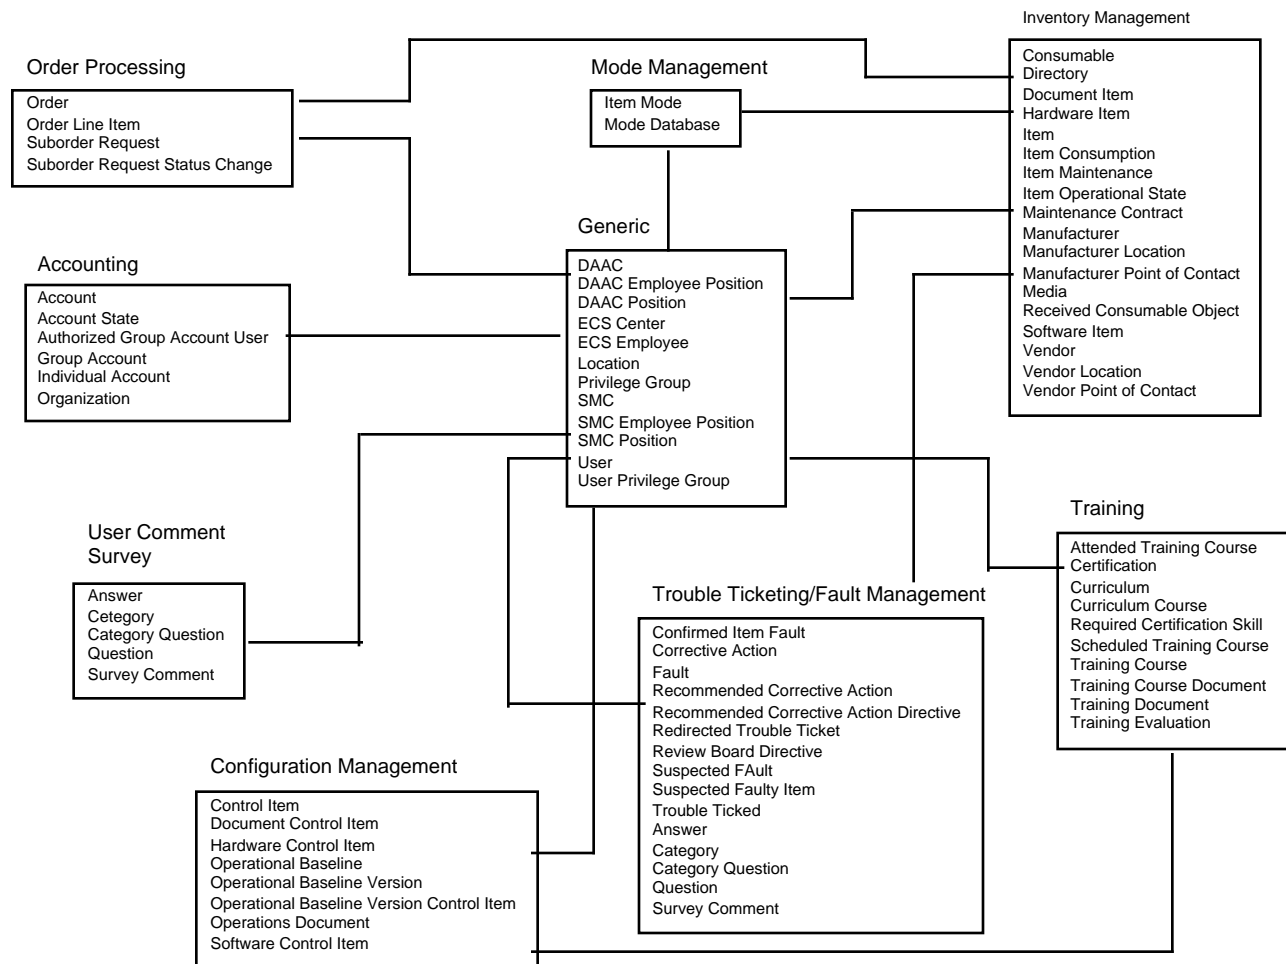 Inventory Management
Consumable
Directory
Document Item
Hardware Item
Item
Item Consumption
Item Maintenance
Item Operational State
Maintenance Contract
Manufacturer
Manufacturer Location
Manufacturer Point of Contact
Media
Received Consumable Object
Software Item
Vendor
Vendor Location
Vendor Point of Contact
Order Processing
Order
Order Line Item
Suborder Request
Suborder Request Status Change
Mode Management
Item Mode
Mode Database
Generic
DAAC
DAAC Employee Position
DAAC Position
ECS Center
ECS Employee
Location
Privilege Group
SMC
SMC Employee Position
SMC Position
User
User Privilege Group
Accounting
Account
Account State
Authorized Group Account User
Group Account
Individual Account
Organization
User Comment
Survey
Answer
Cetegory
Category Question
Question
Survey Comment
Training
Attended Training Course
Certification
Curriculum
Curriculum Course
Required Certification Skill
Scheduled Training Course
Training Course
Training Course Document
Training Document
Training Evaluation
Trouble Ticketing/Fault Management
Confirmed Item Fault
Corrective Action
Fault
Recommended Corrective Action
Recommended Corrective Action Directive
Redirected Trouble Ticket
Review Board Directive
Suspected FAult
Suspected Faulty Item
Trouble Ticked
Answer
Category
Category Question
Question
Survey Comment
Configuration Management
Control Item
Document Control Item
Hardware Control Item
Operational Baseline
Operational Baseline Version
Operational Baseline Version Control Item
Operations Document
Software Control Item